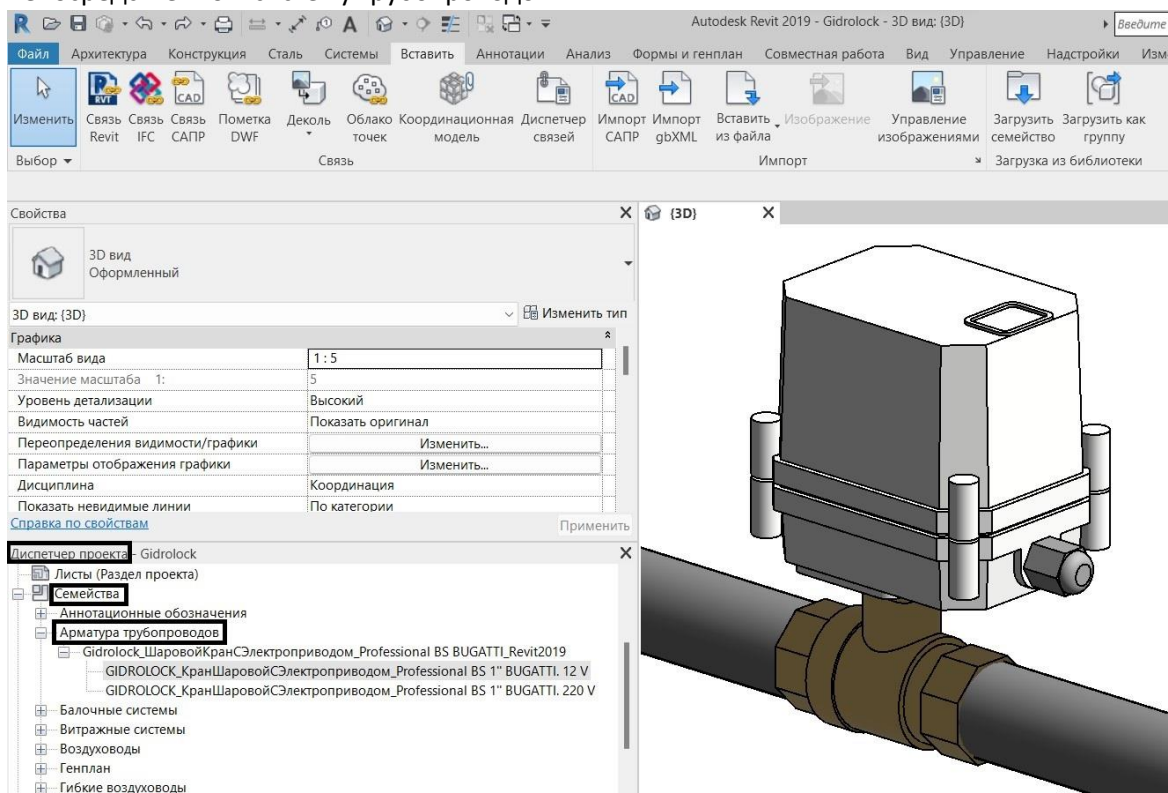 Autodesk Revit 2019 - Gidrolock - 3D вид: {3D}
Введите
Файл Архитектура Конструкция Сталь Системы Вставить Аннотации Анализ Формы и генплан Совместная работа Вид Управление Надстройки Изм
Изменить Связь Revit Связь IFC Связь САПР Пометка DWF Деколь Облако точек Координационная модель Диспетчер связей Импорт САПР Импорт gbXML Вставить из файла Изображение Управление изображениями Загрузить семейство Загрузить как группу
Выбор Связь Импорт Загрузка из библиотеки
Свойства
{3D}
3D вид
Оформленный
3D вид: {3D} Изменить тип
Графика
Масштаб вида 1 : 5
Значение масштаба 1: 5
Уровень детализации Высокий
Видимость частей Показать оригинал
Переопределения видимости/графики Изменить...
Параметры отображения графики Изменить...
Дисциплина Координация
Показать невидимые линии По категории
Справка по свойствам Применить
Диспетчер проекта - Gidrolock
Листы (Раздел проекта)
Семейства
Аннотационные обозначения
Арматура трубопроводов
Gidrolock_ШаровойКранСЭлектроприводом_Professional BS BUGATTI_Revit2019
GIDROLOCK_КранШаровойСЭлектроприводом_Professional BS 1" BUGATTI. 12 V
GIDROLOCK_КранШаровойСЭлектроприводом_Professional BS 1" BUGATTI. 220 V
Балочные системы
Витражные системы
Воздуховоды
Генплан
Гибкие воздуховоды